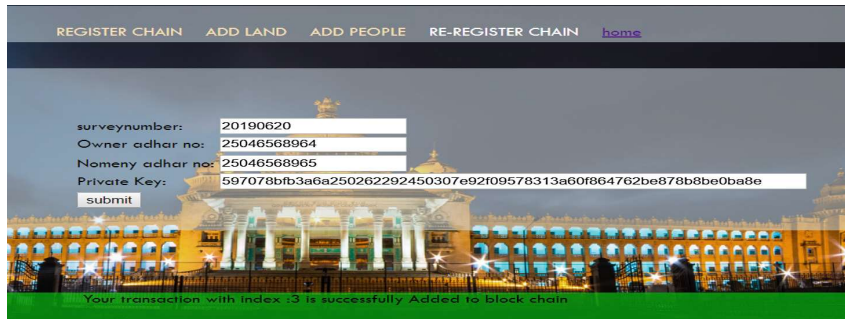 REGISTER CHAIN ADD LAND ADD PEOPLE RE-REGISTER CHAIN home
surveynumber: 20190620
Owner adhar no: 25046568964
Nomeny adhar no: 25046568965
Private Key: 597078bfb3a6a250262292450307e92f09578313a60f864762be878b8be0ba8e
submit
Your transaction with index :3 is successfully Added to block chain